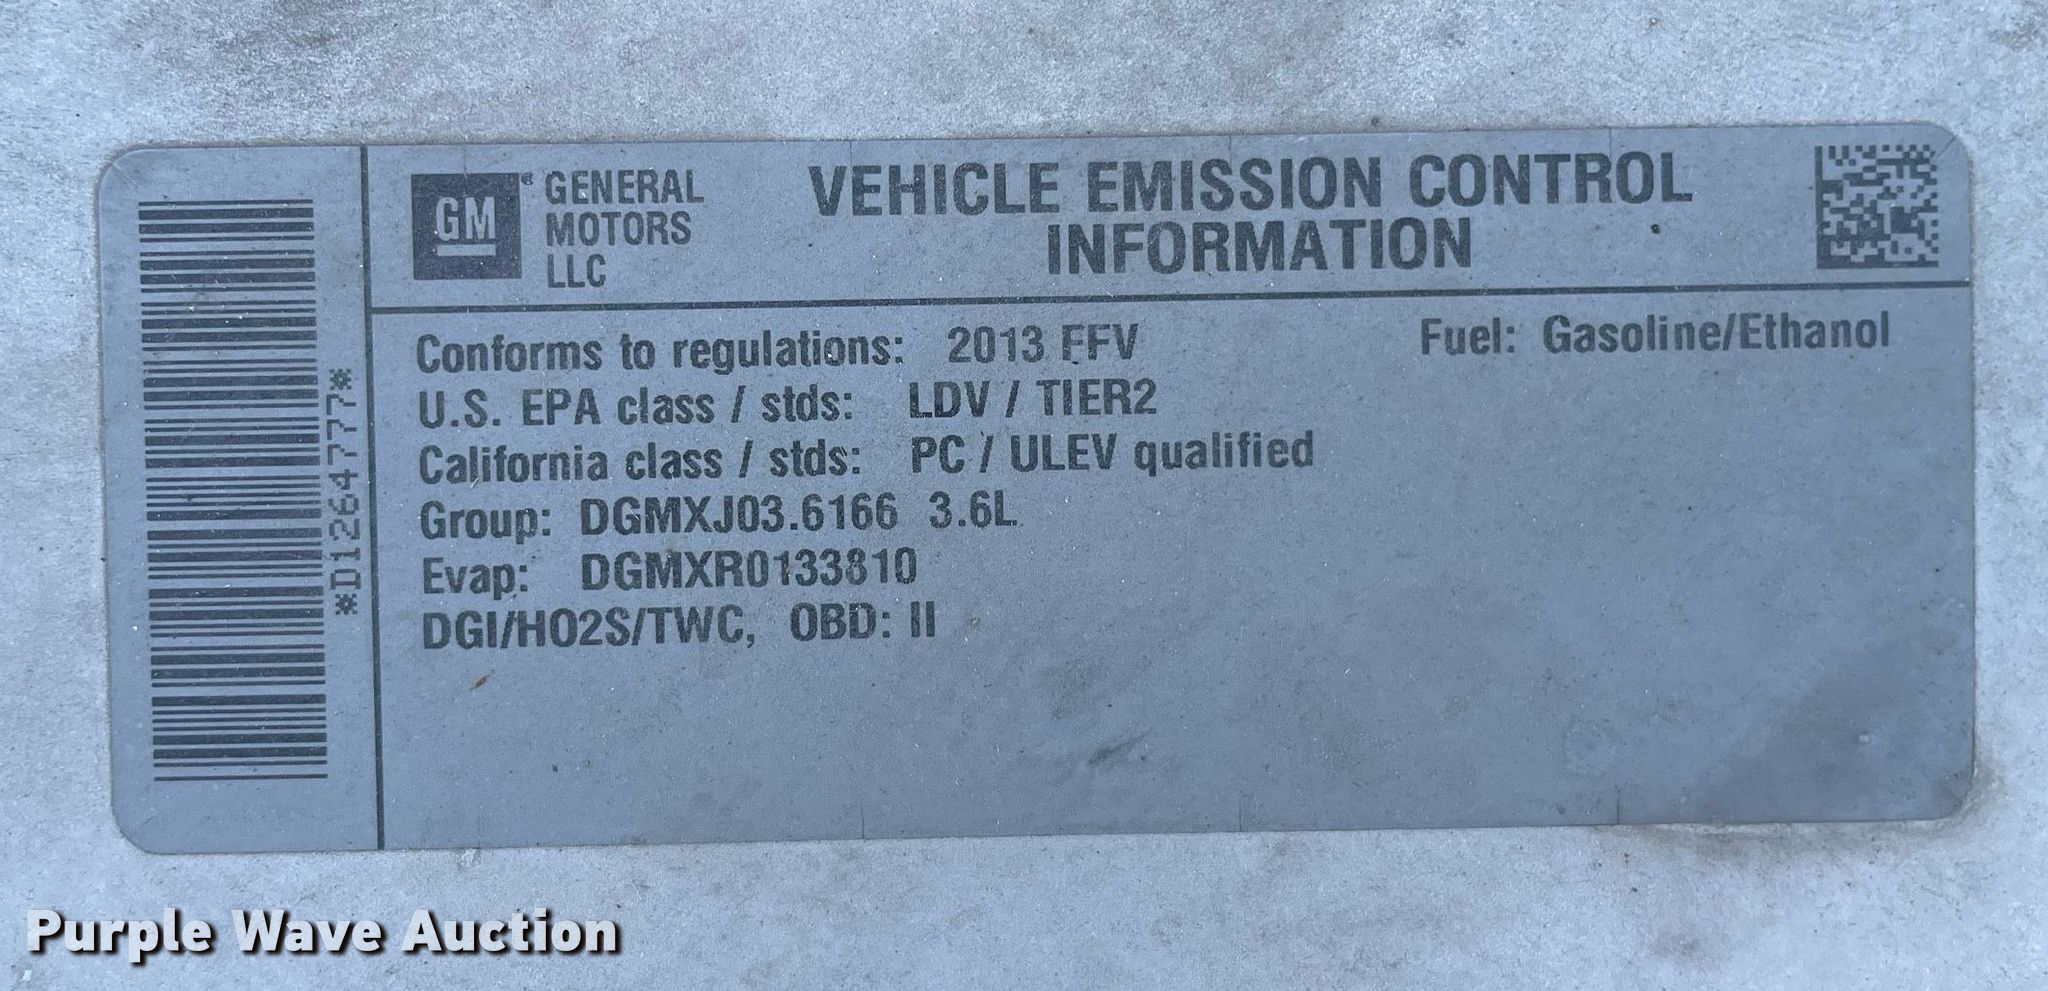 *D12647777*
GM® GENERAL
MOTORS
LLC
VEHICLE EMISSION CONTROL
INFORMATION
Conforms to regulations: 2013 FFV Fuel: Gasoline/Ethanol
U.S. EPA class / stds: LDV / TIER2
California class / stds: PC / ULEV qualified
Group: DGMXJ03.6166 3.6L
Evap: DGMXR0133810
DGI/HO2S/TWC, OBD: II
Purple Wave Auction